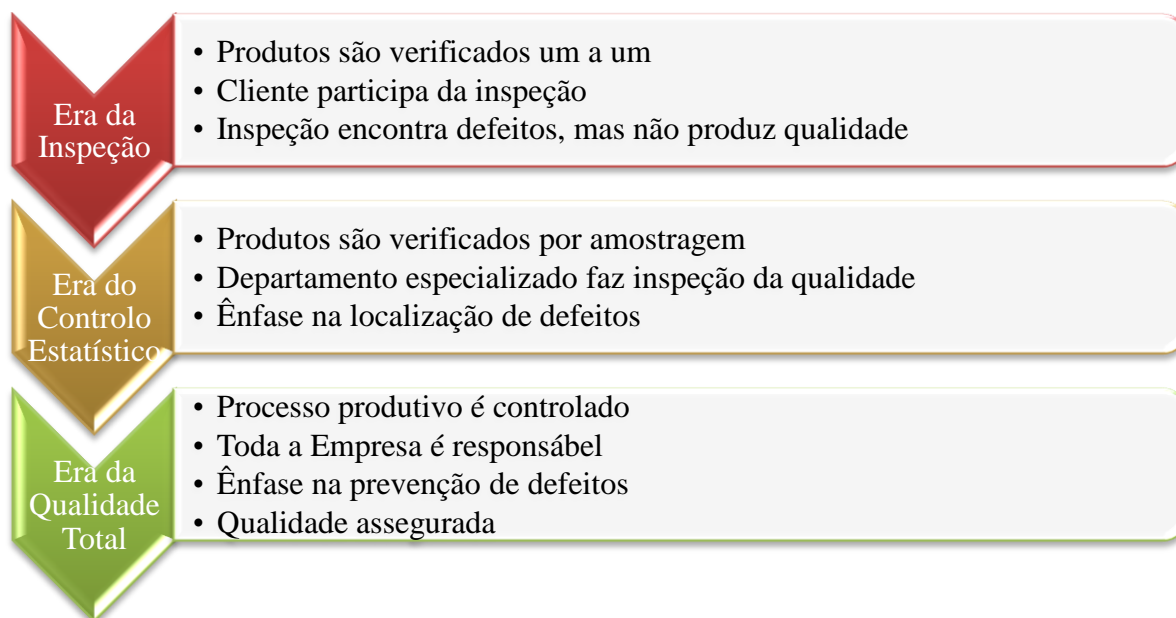 Era da
Inspeção
• Produtos são verificados um a um
• Cliente participa da inspeção
• Inspeção encontra defeitos, mas não produz qualidade
Era do
Controlo
Estatístico
• Produtos são verificados por amostragem
• Departamento especializado faz inspeção da qualidade
• Ênfase na localização de defeitos
Era da
Qualidade
Total
• Processo produtivo é controlado
• Toda a Empresa é responsábel
• Ênfase na prevenção de defeitos
• Qualidade assegurada